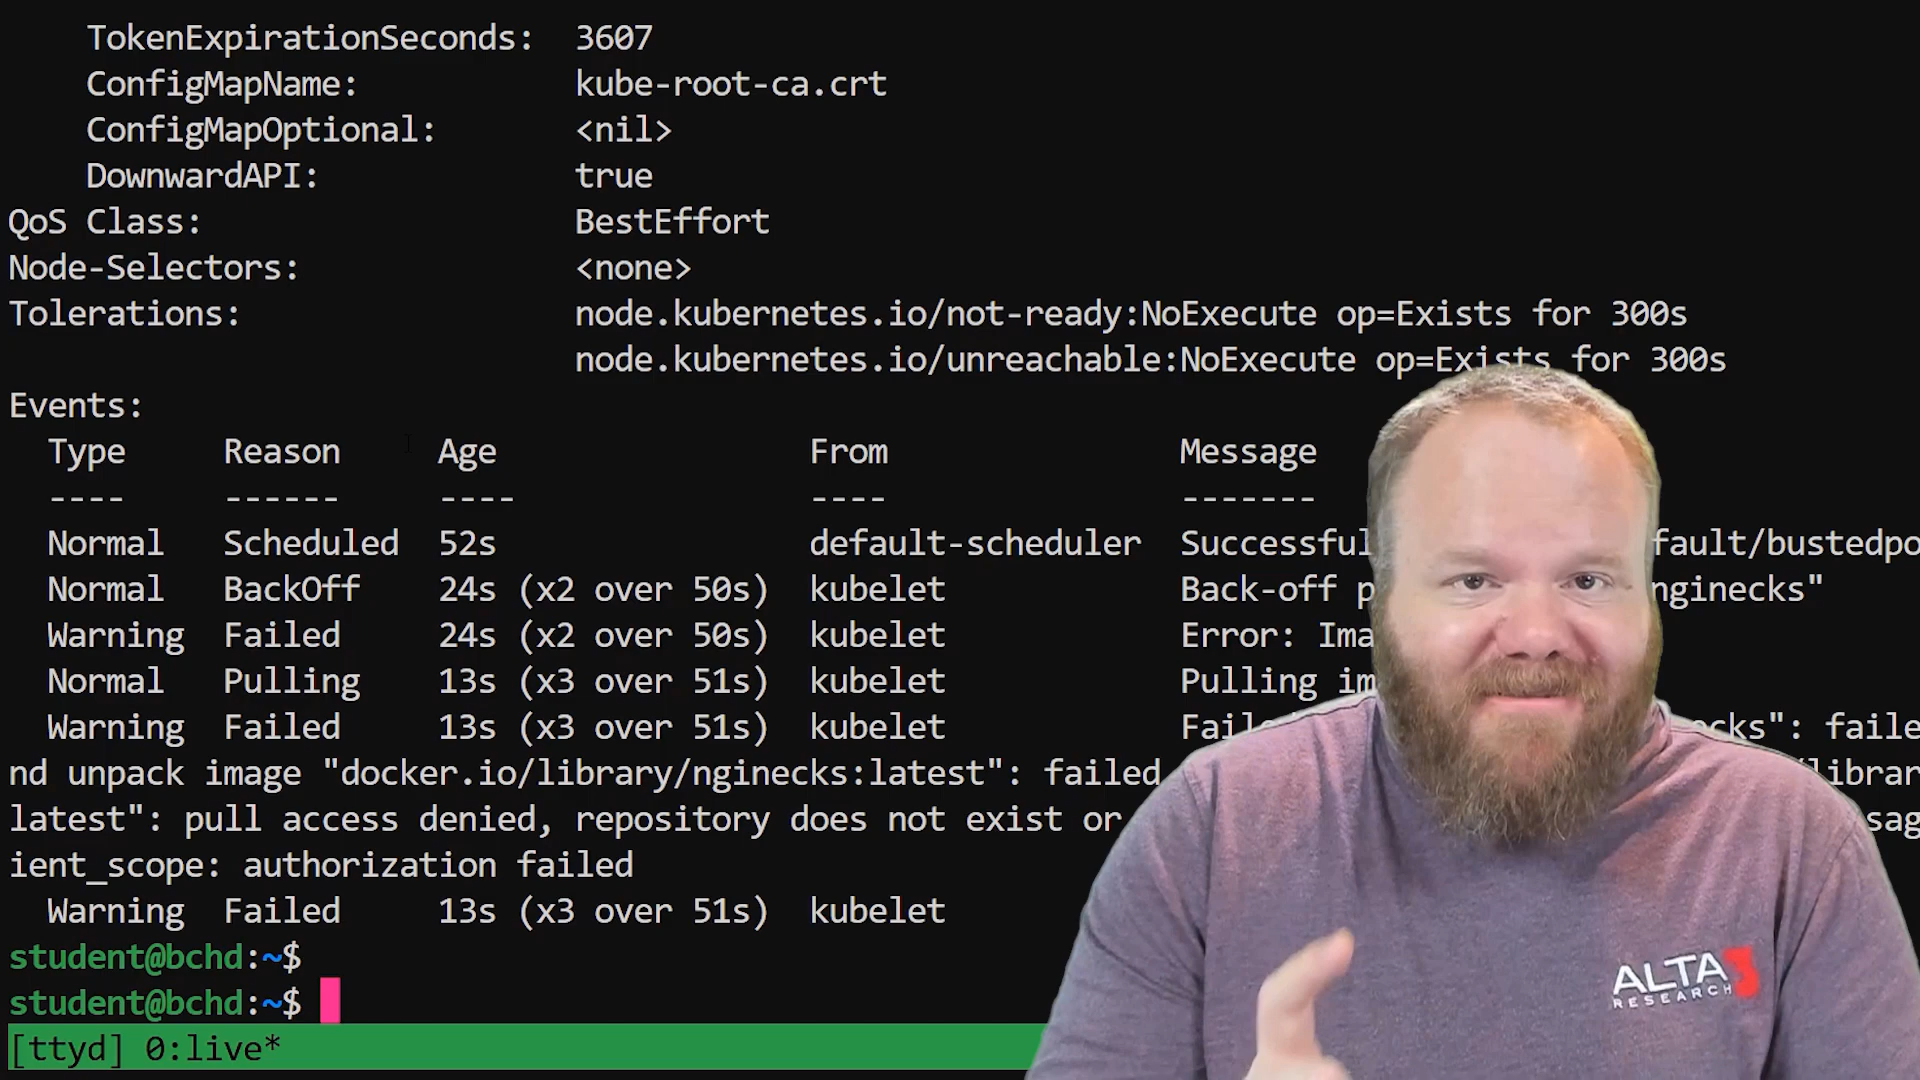 TokenExpirationSeconds: 3607
ConfigMapName: kube-root-ca.crt
ConfigMapOptional: <nil>
DownwardAPI: true
QoS Class: BestEffort
Node-Selectors: <none>
Tolerations: node.kubernetes.io/not-ready:NoExecute op=Exists for 300s
node.kubernetes.io/unreachable:NoExecute op=Exists for 300s
Events:
Type Reason Age From Message
---- ------ ---- ---- -------
Normal Scheduled 52s default-scheduler Successful fault/bustedpo
Normal BackOff 24s (x2 over 50s) kubelet Back-off p nginecks"
Warning Failed 24s (x2 over 50s) kubelet Error: Ima
Normal Pulling 13s (x3 over 51s) kubelet Pulling im
Warning Failed 13s (x3 over 51s) kubelet Faile cks": faile
nd unpack image "docker.io/library/nginecks:latest": failed /librar
latest": pull access denied, repository does not exist or sag
ient_scope: authorization failed
Warning Failed 13s (x3 over 51s) kubelet
student@bchd:~$
student@bchd:~$
[ttyd] 0:live*
ALTA3
RESEARCH